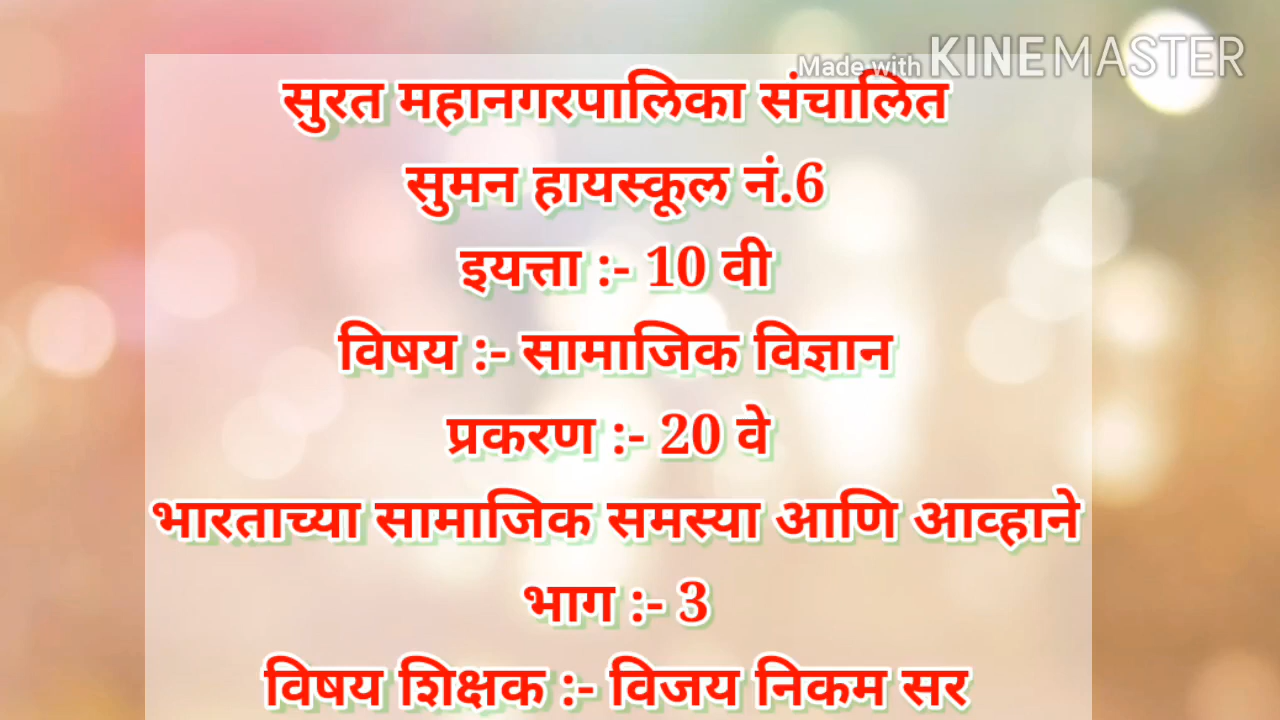 Made with KINEMASTER
सुरत महानगरपालिका संचालित
सुमन हायस्कूल नं.6
इयत्ता :- 10 वी
विषय :- सामाजिक विज्ञान
प्रकरण :- 20 वे
भारताच्या सामाजिक समस्या आणि आव्हाने
भाग :- 3
विषय शिक्षक :- विजय निकम सर